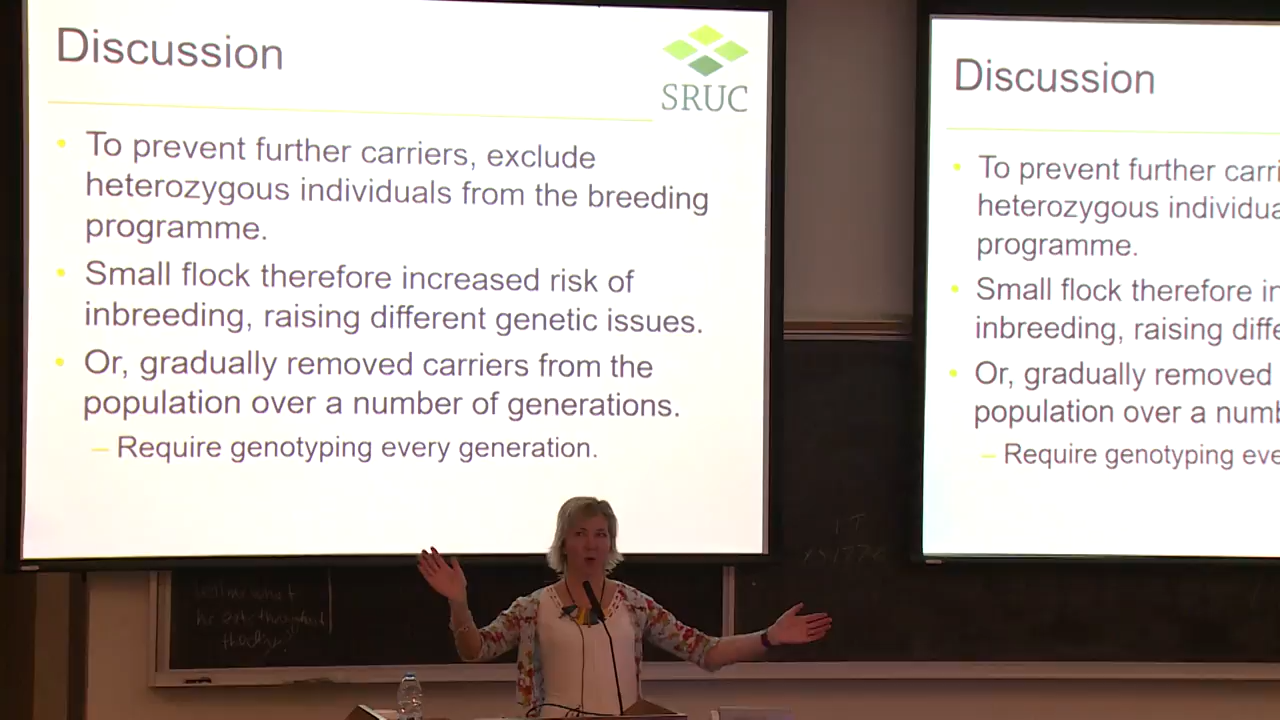 Discussion
SRUC
To prevent further carriers, exclude
heterozygous individuals from the breeding
programme.
Small flock therefore increased risk of
inbreeding, raising different genetic issues.
Or, gradually removed carriers from the
population over a number of generations.
– Require genotyping every generation.
Discussion
To prevent further carri
heterozygous individua
programme.
Small flock therefore in
inbreeding, raising diffe
Or, gradually removed
population over a numb
– Require genotyping eve